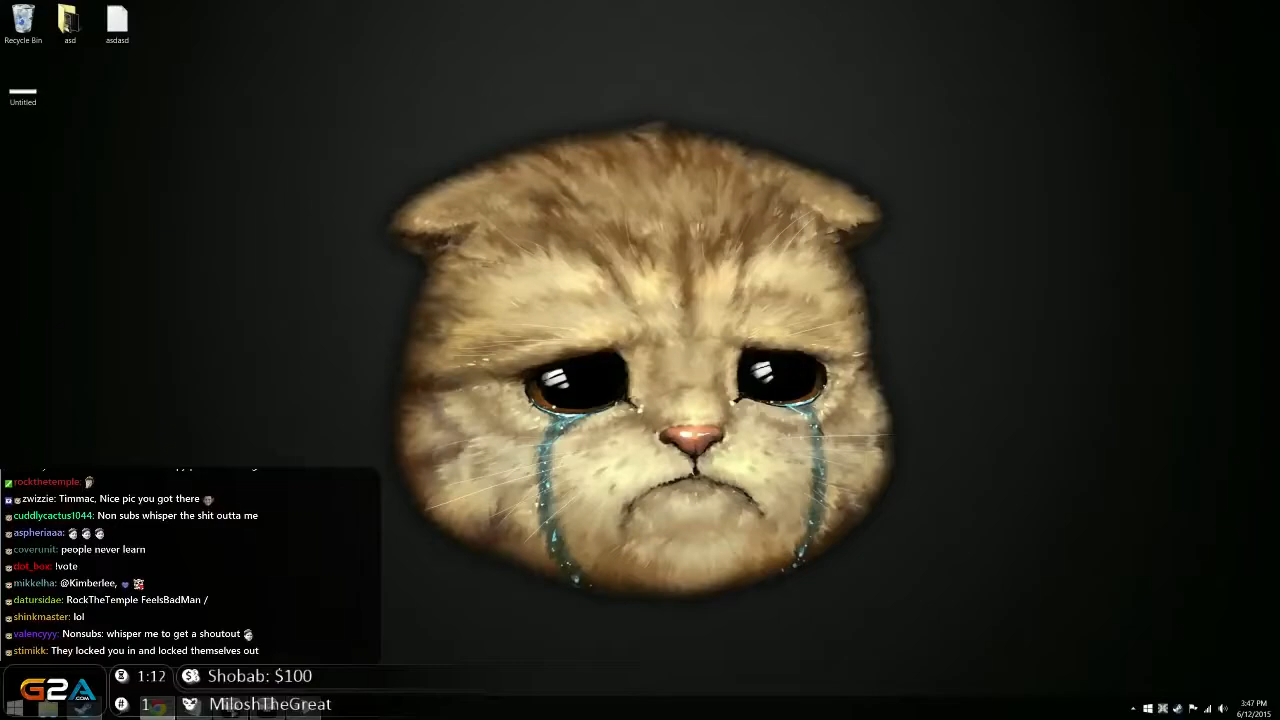 Recycle Bin
asd
asdasd
Untitled
rockthetemple:
zwizzie: Timmac, Nice pic you got there
cuddlycactus1044: Non subs whisper the shit outta me
aspheriaaa:
coverunit: people never learn
dot_box: !vote
mikkelha: @Kimberlee,
datursidae: RockTheTemple FeelsBadMan /
shinkmaster: lol
valencyyy: Nonsubs: whisper me to get a shoutout
stimikk: They locked you in and locked themselves out
G2A
.COM
1:12
Shobab: $100
# 1
MiloshTheGreat
3:47 PM
6/12/2015